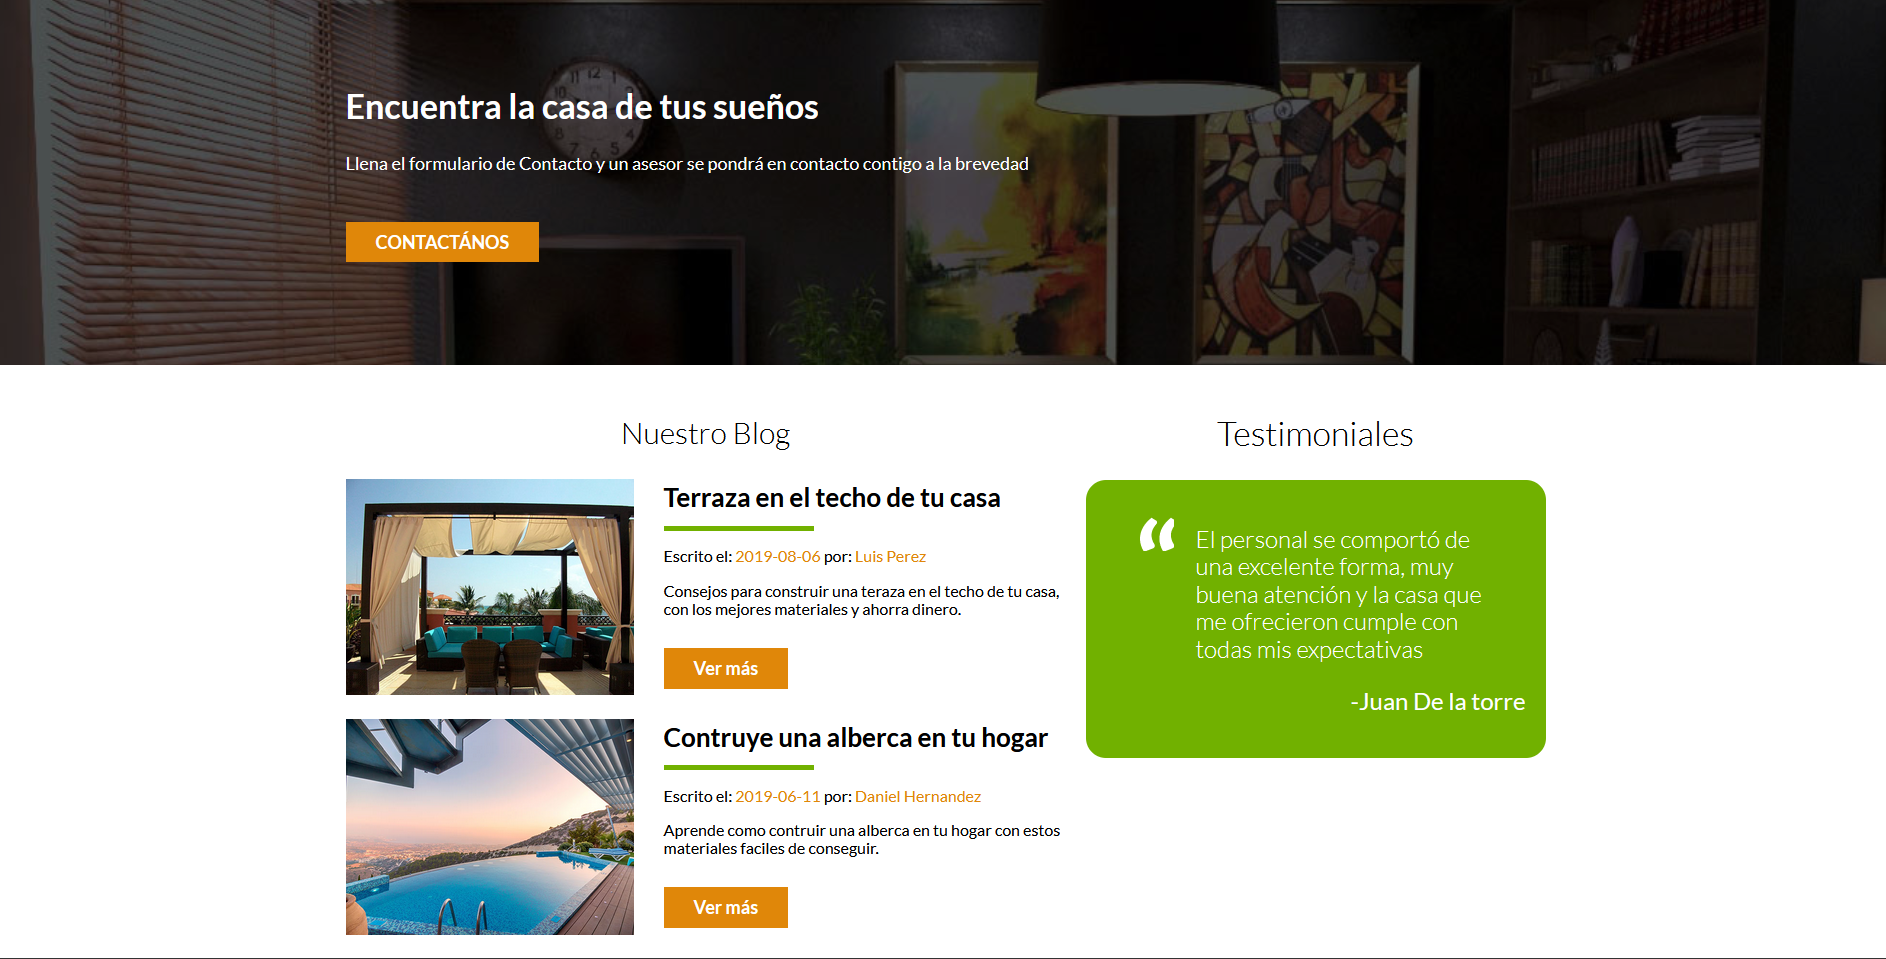 Encuentra la casa de tus sueños
Llena el formulario de Contacto y un asesor se pondrá en contacto contigo a la brevedad
CONTACTÁNOS
Nuestro Blog
Terraza en el techo de tu casa
Escrito el: 2019-08-06 por: Luis Perez
Consejos para construir una teraza en el techo de tu casa,
con los mejores materiales y ahorra dinero.
Ver más
Contruye una alberca en tu hogar
Escrito el: 2019-06-11 por: Daniel Hernandez
Aprende como contruir una alberca en tu hogar con estos
materiales faciles de conseguir.
Ver más
Testimoniales
“ El personal se comportó de
una excelente forma, muy
buena atención y la casa que
me ofrecieron cumple con
todas mis expectativas
-Juan De la torre